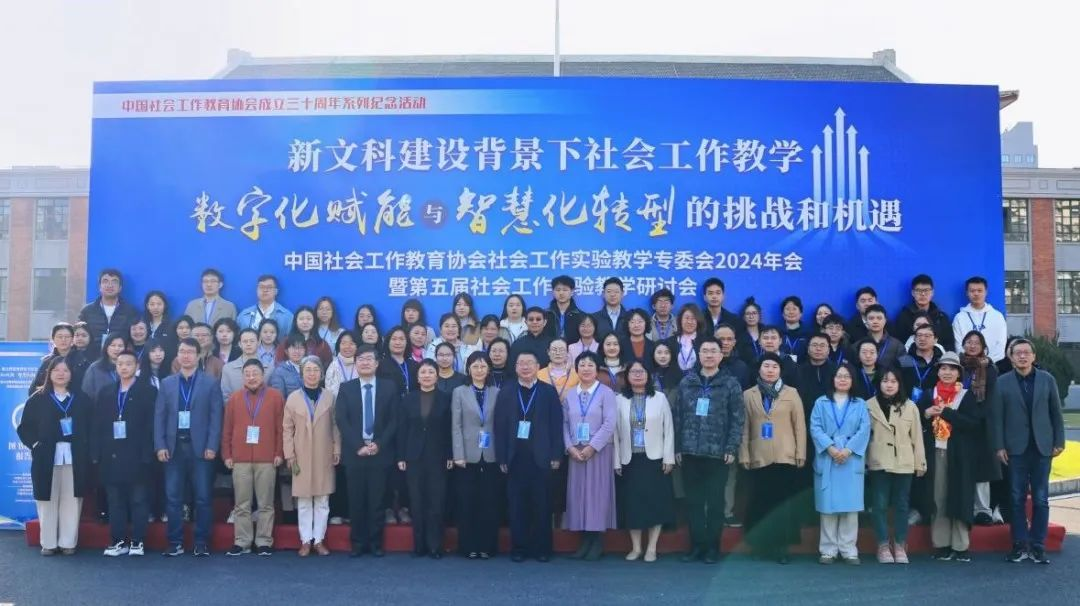 中国社会工作教育协会成立三十周年系列纪念活动
新文科建设背景下社会工作教学
数字化赋能与智慧化转型的挑战和机遇
中国社会工作教育协会社会工作实验教学专委会2024年会
暨第五届社会工作实验教学研讨会